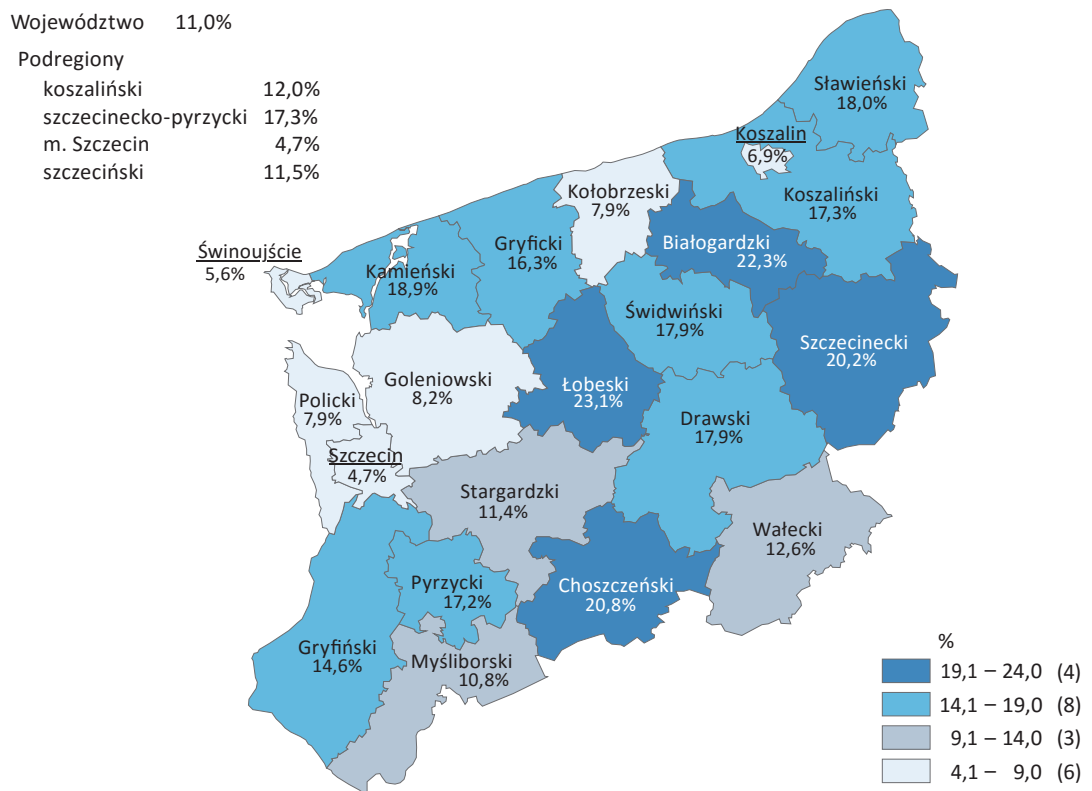 Województwo 11,0%
Podregiony
koszaliński 12,0%
szczecinecko-pyrzycki 17,3%
m. Szczecin 4,7%
szczeciński 11,5%
Sławieński
18,0%
Koszalin
6,9%
Kołobrzeski
7,9%
Koszaliński
17,3%
Białogardzki
22,3%
Gryficki
16,3%
Świnoujście
5,6%
Kamieński
18,9%
Świdwiński
17,9%
Szczecinecki
20,2%
Goleniowski
8,2%
Łobeski
23,1%
Policki
7,9%
Drawski
17,9%
Szczecin
4,7%
Stargardzki
11,4%
Wałecki
12,6%
Pyrzycki
17,2%
Choszczeński
20,8%
Gryfiński
14,6%
Myśliborski
10,8%
%
19,1 – 24,0 (4)
14,1 – 19,0 (8)
9,1 – 14,0 (3)
4,1 – 9,0 (6)